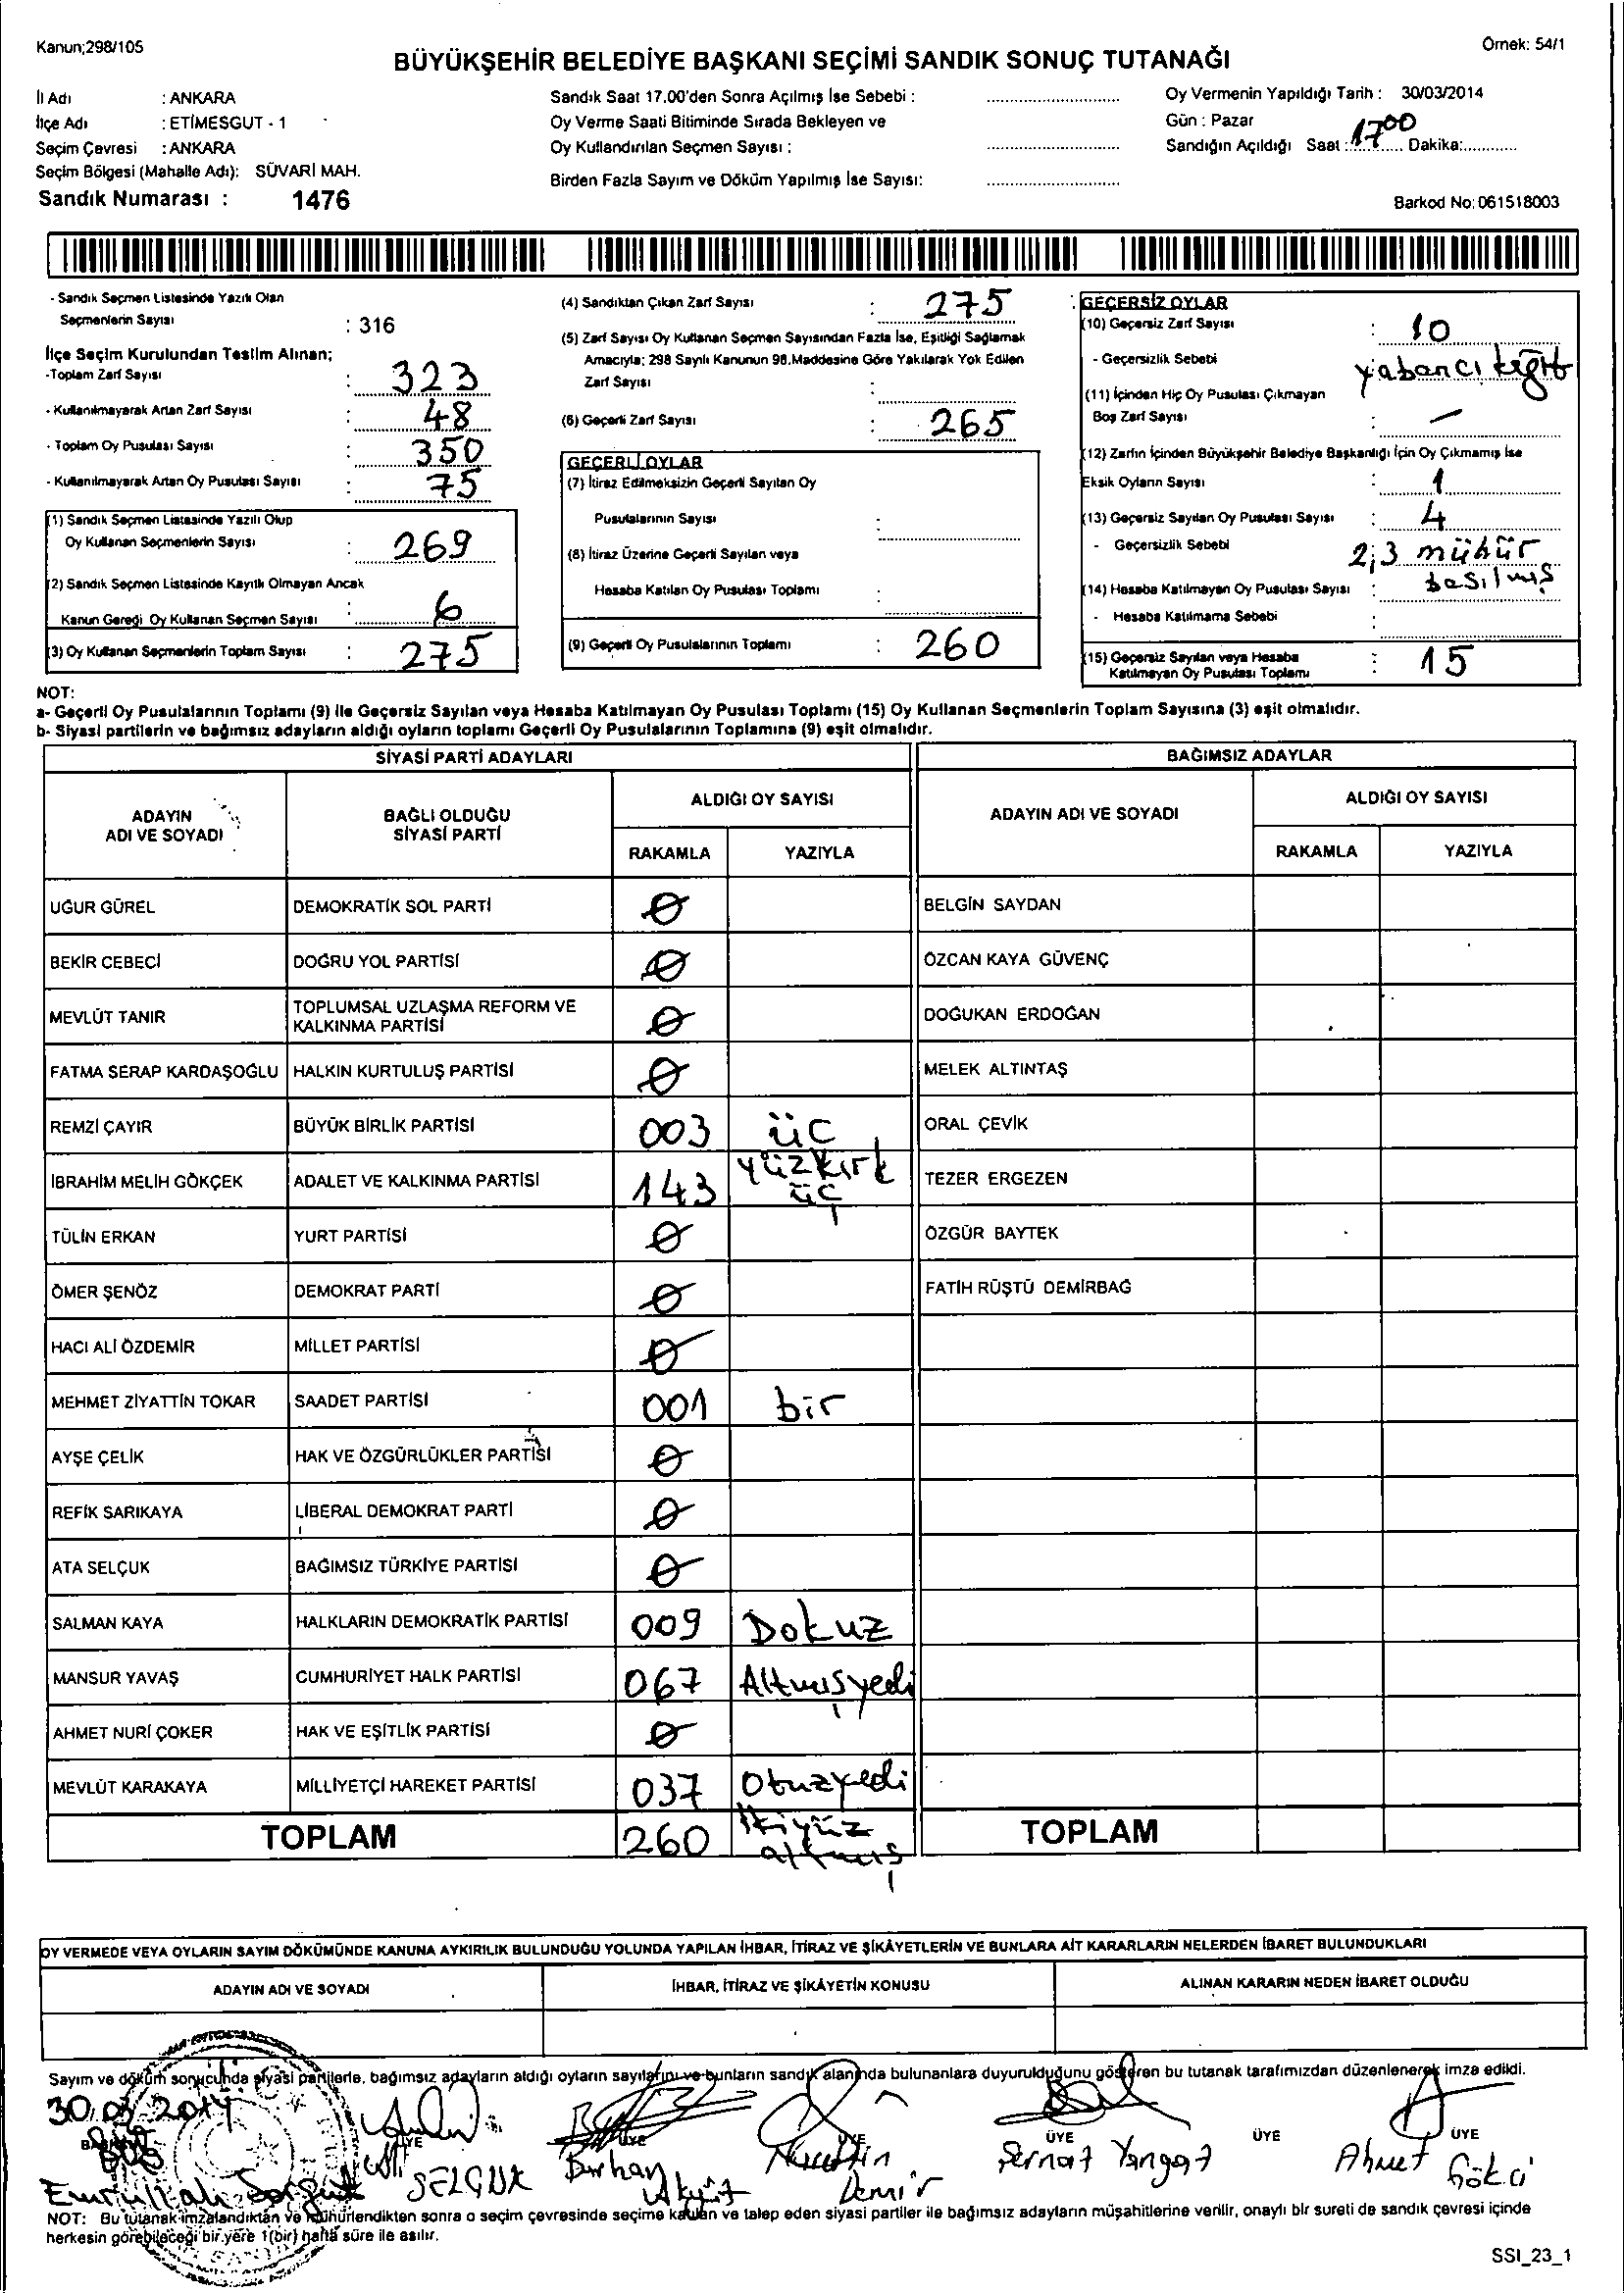 Kanun;298/105
Örnek: 54/1
BÜYÜKŞEHİR BELEDİYE BAŞKANI SEÇİMİ SANDIK SONUÇ TUTANAĞI
İl Adı : ANKARA
İlçe Adı : ETİMESGUT - 1
Seçim Çevresi : ANKARA
Seçim Bölgesi (Mahalle Adı): SÜVARİ MAH.
Sandık Numarası : 1476
Sandık Saat 17.00'den Sonra Açılmış İse Sebebi :
Oy Verme Saati Bitiminde Sırada Bekleyen ve
Oy Kullandırılan Seçmen Sayısı :
Birden Fazla Sayım ve Döküm Yapılmış İse Sayısı:
Oy Vermenin Yapıldığı Tarih : 30/03/2014
Gün : Pazar
Sandığın Açıldığı Saat : 1700 Dakika:
Barkod No: 061518003
- Sandık Seçmen Listesinde Yazılı Olan
Seçmenlerin Sayısı : 316
İlçe Seçim Kurulundan Teslim Alınan;
-Toplam Zarf Sayısı : 323
- Kullanılmayarak Artan Zarf Sayısı : 48
- Toplam Oy Pusulası Sayısı : 350
- Kullanılmayarak Artan Oy Pusulası Sayısı : 75
(1) Sandık Seçmen Listesinde Yazılı Olup
Oy Kullanan Seçmenlerin Sayısı : 269
(2) Sandık Seçmen Listesinde Kayıtlı Olmayan Ancak
Kanun Gereği Oy Kullanan Seçmen Sayısı : 6
(3) Oy Kullanan Seçmenlerin Toplam Sayısı : 275
(4) Sandıktan Çıkan Zarf Sayısı : 275
(5) Zarf Sayısı Oy Kullanan Seçmen Sayısından Fazla İse, Eşitliği Sağlamak
Amacıyla; 298 Sayılı Kanunun 98.Maddesine Göre Yakılarak Yok Edilen
Zarf Sayısı :
(6) Geçerli Zarf Sayısı : 265
GEÇERLİ OYLAR
(7) İtiraz Edilmeksizin Geçerli Sayılan Oy
Pusulalarının Sayısı :
(8) İtiraz Üzerine Geçerli Sayılan veya
Hesaba Katılan Oy Pusulası Toplamı :
(9) Geçerli Oy Pusulalarının Toplamı : 260
GEÇERSİZ OYLAR
(10) Geçersiz Zarf Sayısı : 10
- Geçersizlik Sebebi yabancı kağıt
(11) İçinden Hiç Oy Pusulası Çıkmayan
Boş Zarf Sayısı : —
(12) Zarfın İçinden Büyükşehir Belediye Başkanlığı İçin Oy Çıkmamış İse
Eksik Oyların Sayısı : 1
(13) Geçersiz Sayılan Oy Pusulası Sayısı : 4
- Geçersizlik Sebebi 2,3 mühür
basılmış
(14) Hesaba Katılmayan Oy Pusulası Sayısı :
- Hesaba Katılmama Sebebi :
(15) Geçersiz Sayılan veya Hesaba
Katılmayan Oy Pusulası Toplamı : 15
NOT:
a- Geçerli Oy Pusulalarının Toplamı (9) ile Geçersiz Sayılan veya Hesaba Katılmayan Oy Pusulası Toplamı (15) Oy Kullanan Seçmenlerin Toplam Sayısına (3) eşit olmalıdır.
b- Siyasi partilerin ve bağımsız adayların aldığı oyların toplamı Geçerli Oy Pusulalarının Toplamına (9) eşit olmalıdır.
SİYASİ PARTİ ADAYLARI
BAĞIMSIZ ADAYLAR
ADAYIN
ADI VE SOYADI
BAĞLI OLDUĞU
SİYASİ PARTİ
ALDIĞI OY SAYISI
RAKAMLA YAZIYLA
ADAYIN ADI VE SOYADI
ALDIĞI OY SAYISI
RAKAMLA YAZIYLA
UĞUR GÜREL DEMOKRATİK SOL PARTİ 0 BELGİN SAYDAN
BEKİR CEBECİ DOĞRU YOL PARTİSİ 0 ÖZCAN KAYA GÜVENÇ
MEVLÜT TANIR TOPLUMSAL UZLAŞMA REFORM VE
KALKINMA PARTİSİ 0 DOĞUKAN ERDOĞAN
FATMA SERAP KARDAŞOĞLU HALKIN KURTULUŞ PARTİSİ 0 MELEK ALTINTAŞ
REMZİ ÇAYIR BÜYÜK BİRLİK PARTİSİ 003 üç ORAL ÇEVİK
İBRAHİM MELİH GÖKÇEK ADALET VE KALKINMA PARTİSİ 143 yüzkırk
üç TEZER ERGEZEN
TÜLİN ERKAN YURT PARTİSİ 0 ÖZGÜR BAYTEK
ÖMER ŞENÖZ DEMOKRAT PARTİ 0 FATİH RÜŞTÜ DEMİRBAĞ
HACI ALİ ÖZDEMİR MİLLET PARTİSİ 0
MEHMET ZİYATTİN TOKAR SAADET PARTİSİ 001 bir
AYŞE ÇELİK HAK VE ÖZGÜRLÜKLER PARTİSİ 0
REFİK SARIKAYA LİBERAL DEMOKRAT PARTİ 0
ATA SELÇUK BAĞIMSIZ TÜRKİYE PARTİSİ 0
SALMAN KAYA HALKLARIN DEMOKRATİK PARTİSİ 009 Dokuz
MANSUR YAVAŞ CUMHURİYET HALK PARTİSİ 067 Altmışyedi
AHMET NURİ ÇOKER HAK VE EŞİTLİK PARTİSİ 0
MEVLÜT KARAKAYA MİLLİYETÇİ HAREKET PARTİSİ 037 Otuzyedi
TOPLAM 260 İkiyüz
altmış TOPLAM
OY VERMEDE VEYA OYLARIN SAYIM DÖKÜMÜNDE KANUNA AYKIRILIK BULUNDUĞU YOLUNDA YAPILAN İHBAR, İTİRAZ VE ŞİKÂYETLERİN VE BUNLARA AİT KARARLARIN NELERDEN İBARET BULUNDUKLARI
ADAYIN ADI VE SOYADI İHBAR, İTİRAZ VE ŞİKÂYETİN KONUSU ALINAN KARARIN NEDEN İBARET OLDUĞU
Sayım ve döküm sonucunda siyasi partilerle, bağımsız adayların aldığı oyların sayılarını ve bunların sandık alanında bulunanlara duyurulduğunu gösteren bu tutanak tarafımızdan düzenlenerek imza edildi.
30.03.2014
BAŞKAN ÜYE ÜYE ÜYE ÜYE ÜYE ÜYE
SELÇUK Burhan Akyüz Nurettin Demir Ahmet Gökçi
NOT: Bu tutanak imzalandıktan ve mühürlendikten sonra o seçim çevresinde seçime katılan ve talep eden siyasi partiler ile bağımsız adayların müşahitlerine verilir, onaylı bir sureti de sandık çevresi içinde
herkesin görebileceği bir yere 1(bir) hafta süre ile asılır.
SSI_23_1